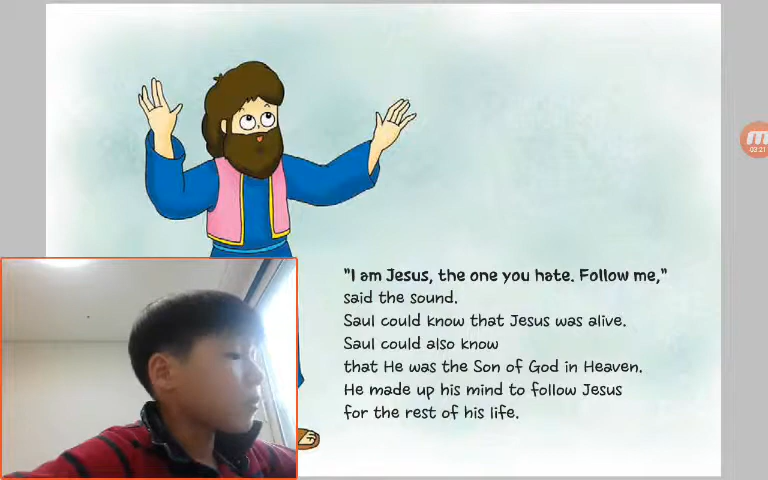 "I am Jesus, the one you hate. Follow me,"
said the sound.
Saul could know that Jesus was alive.
Saul could also know
that He was the Son of God in Heaven.
He made up his mind to follow Jesus
for the rest of his life.
03:21